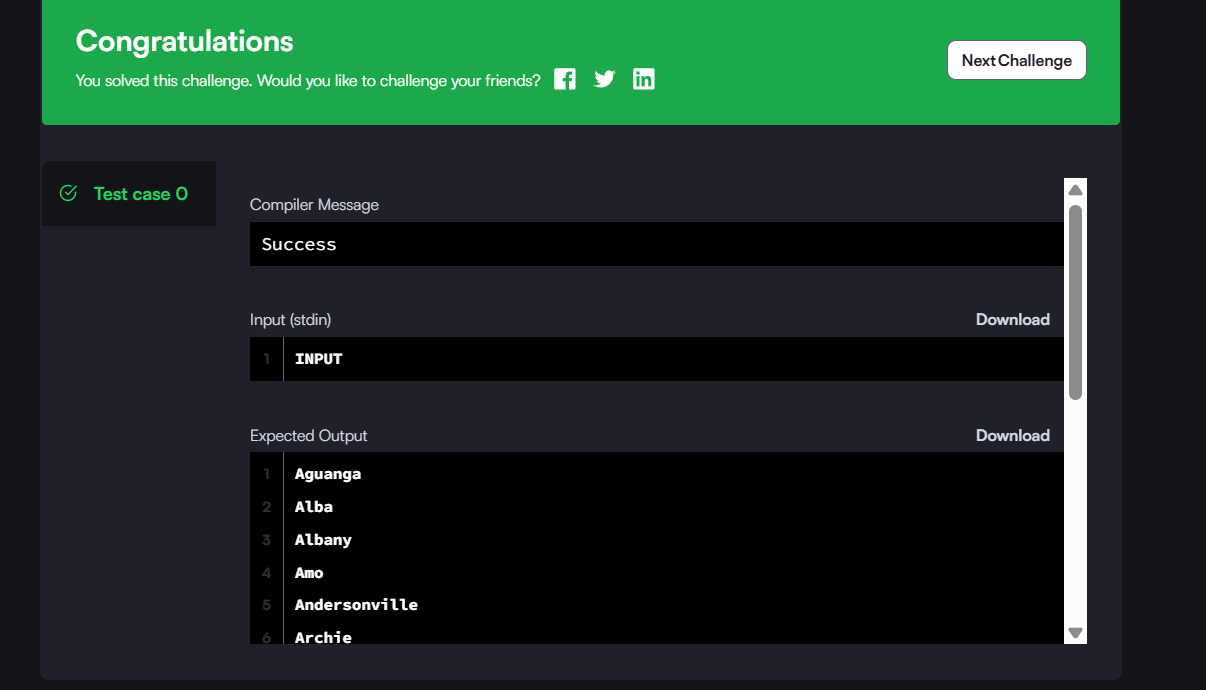 Congratulations
You solved this challenge. Would you like to challenge your friends?
Next Challenge
Test case 0
Compiler Message
Success
Input (stdin)
Download
1 INPUT
Expected Output
Download
1 Aguanga
2 Alba
3 Albany
4 Amo
5 Andersonville
6 Archie